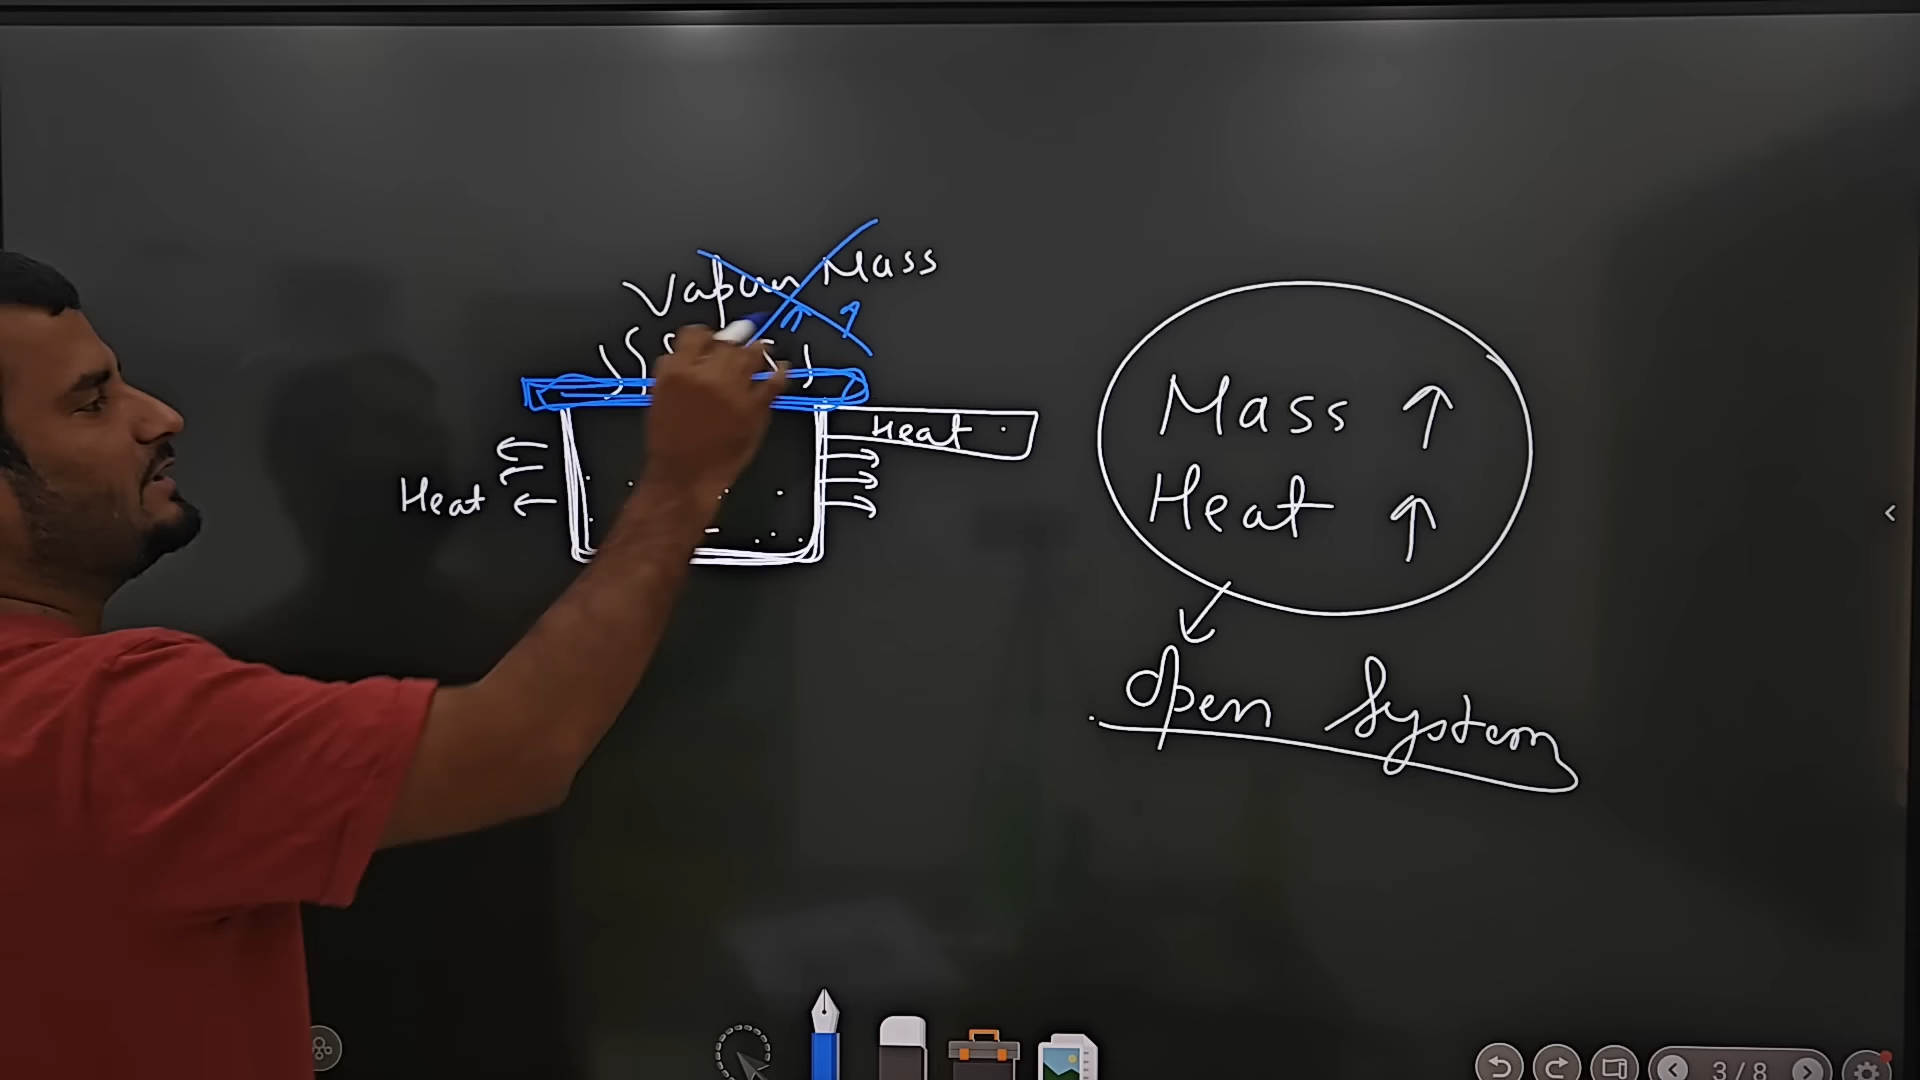 Vapour Mass
Heat
Heat
Mass ↑
Heat ↑
Open System
3/8